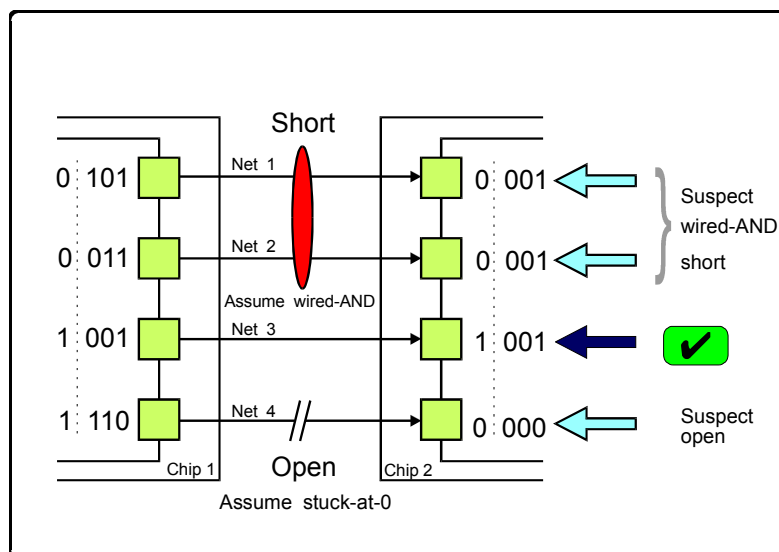 Short
0 101
Net 1
0 001
Suspect
wired-AND
short
0 011
Net 2
0 001
Assume wired-AND
1 001
Net 3
1 001
✔
1 110
Net 4
0 000
Suspect
open
Chip 1
Open
Chip 2
Assume stuck-at-0